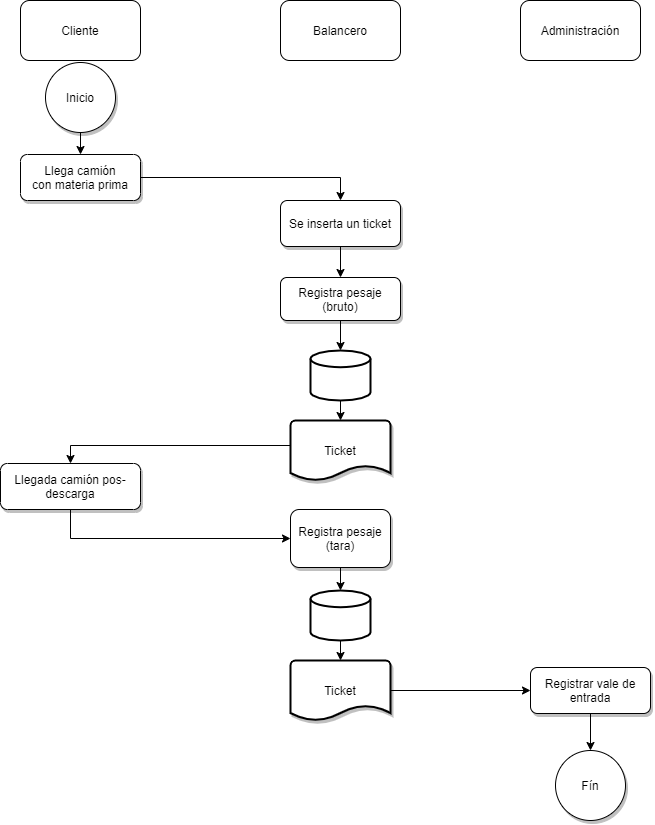 Cliente
Balancero
Administración
Inicio
Llega camión
con materia prima
Se inserta un ticket
Registra pesaje
(bruto)
Ticket
Llegada camión pos-
descarga
Registra pesaje
(tara)
Ticket
Registrar vale de
entrada
Fín